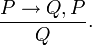 P → Q, P
Q.